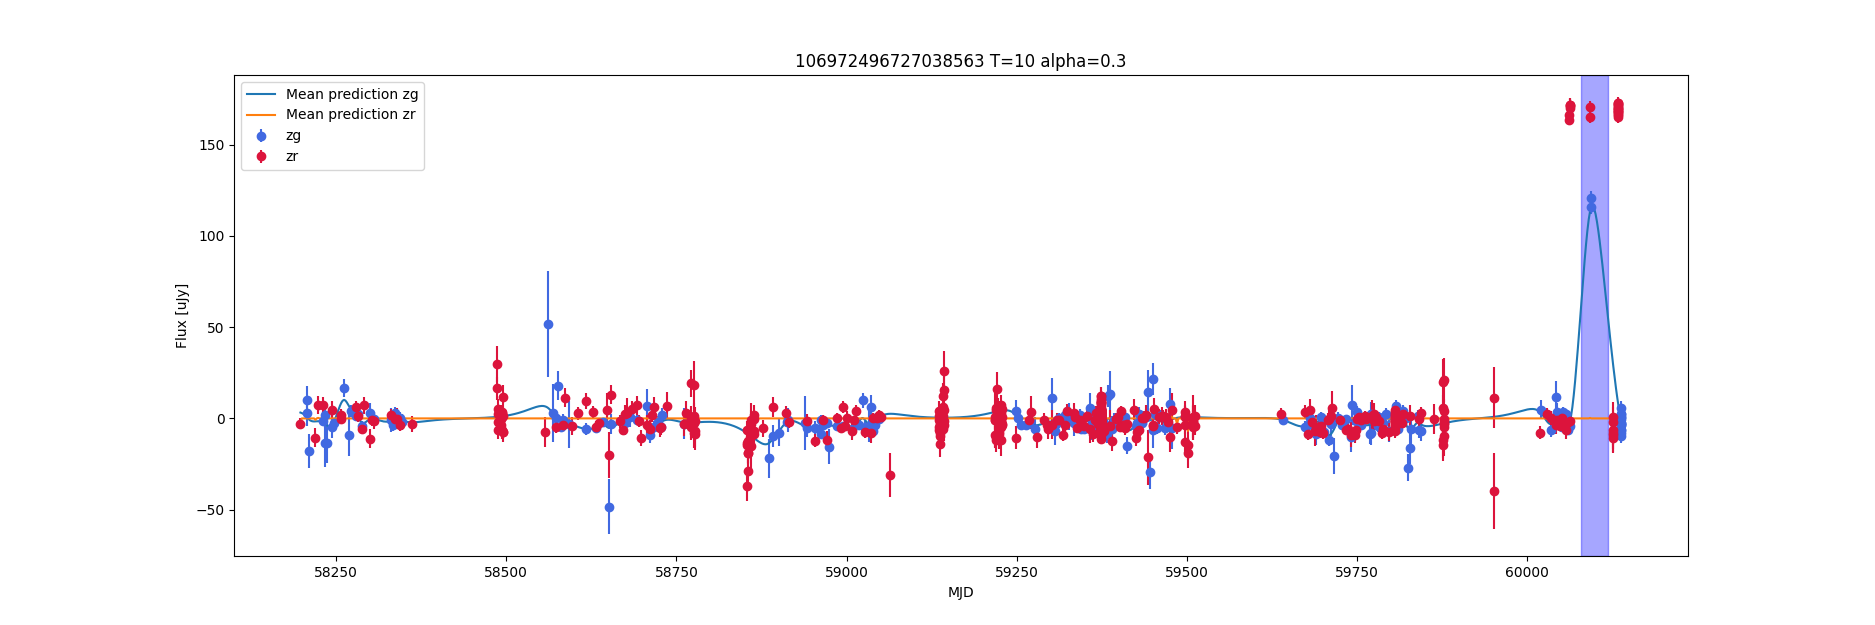 106972496727038563 T=10 alpha=0.3
Mean prediction zg
Mean prediction zr
zg
zr
150
100
50
0
−50
Flux [uJy]
58250 58500 58750 59000 59250 59500 59750 60000
MJD